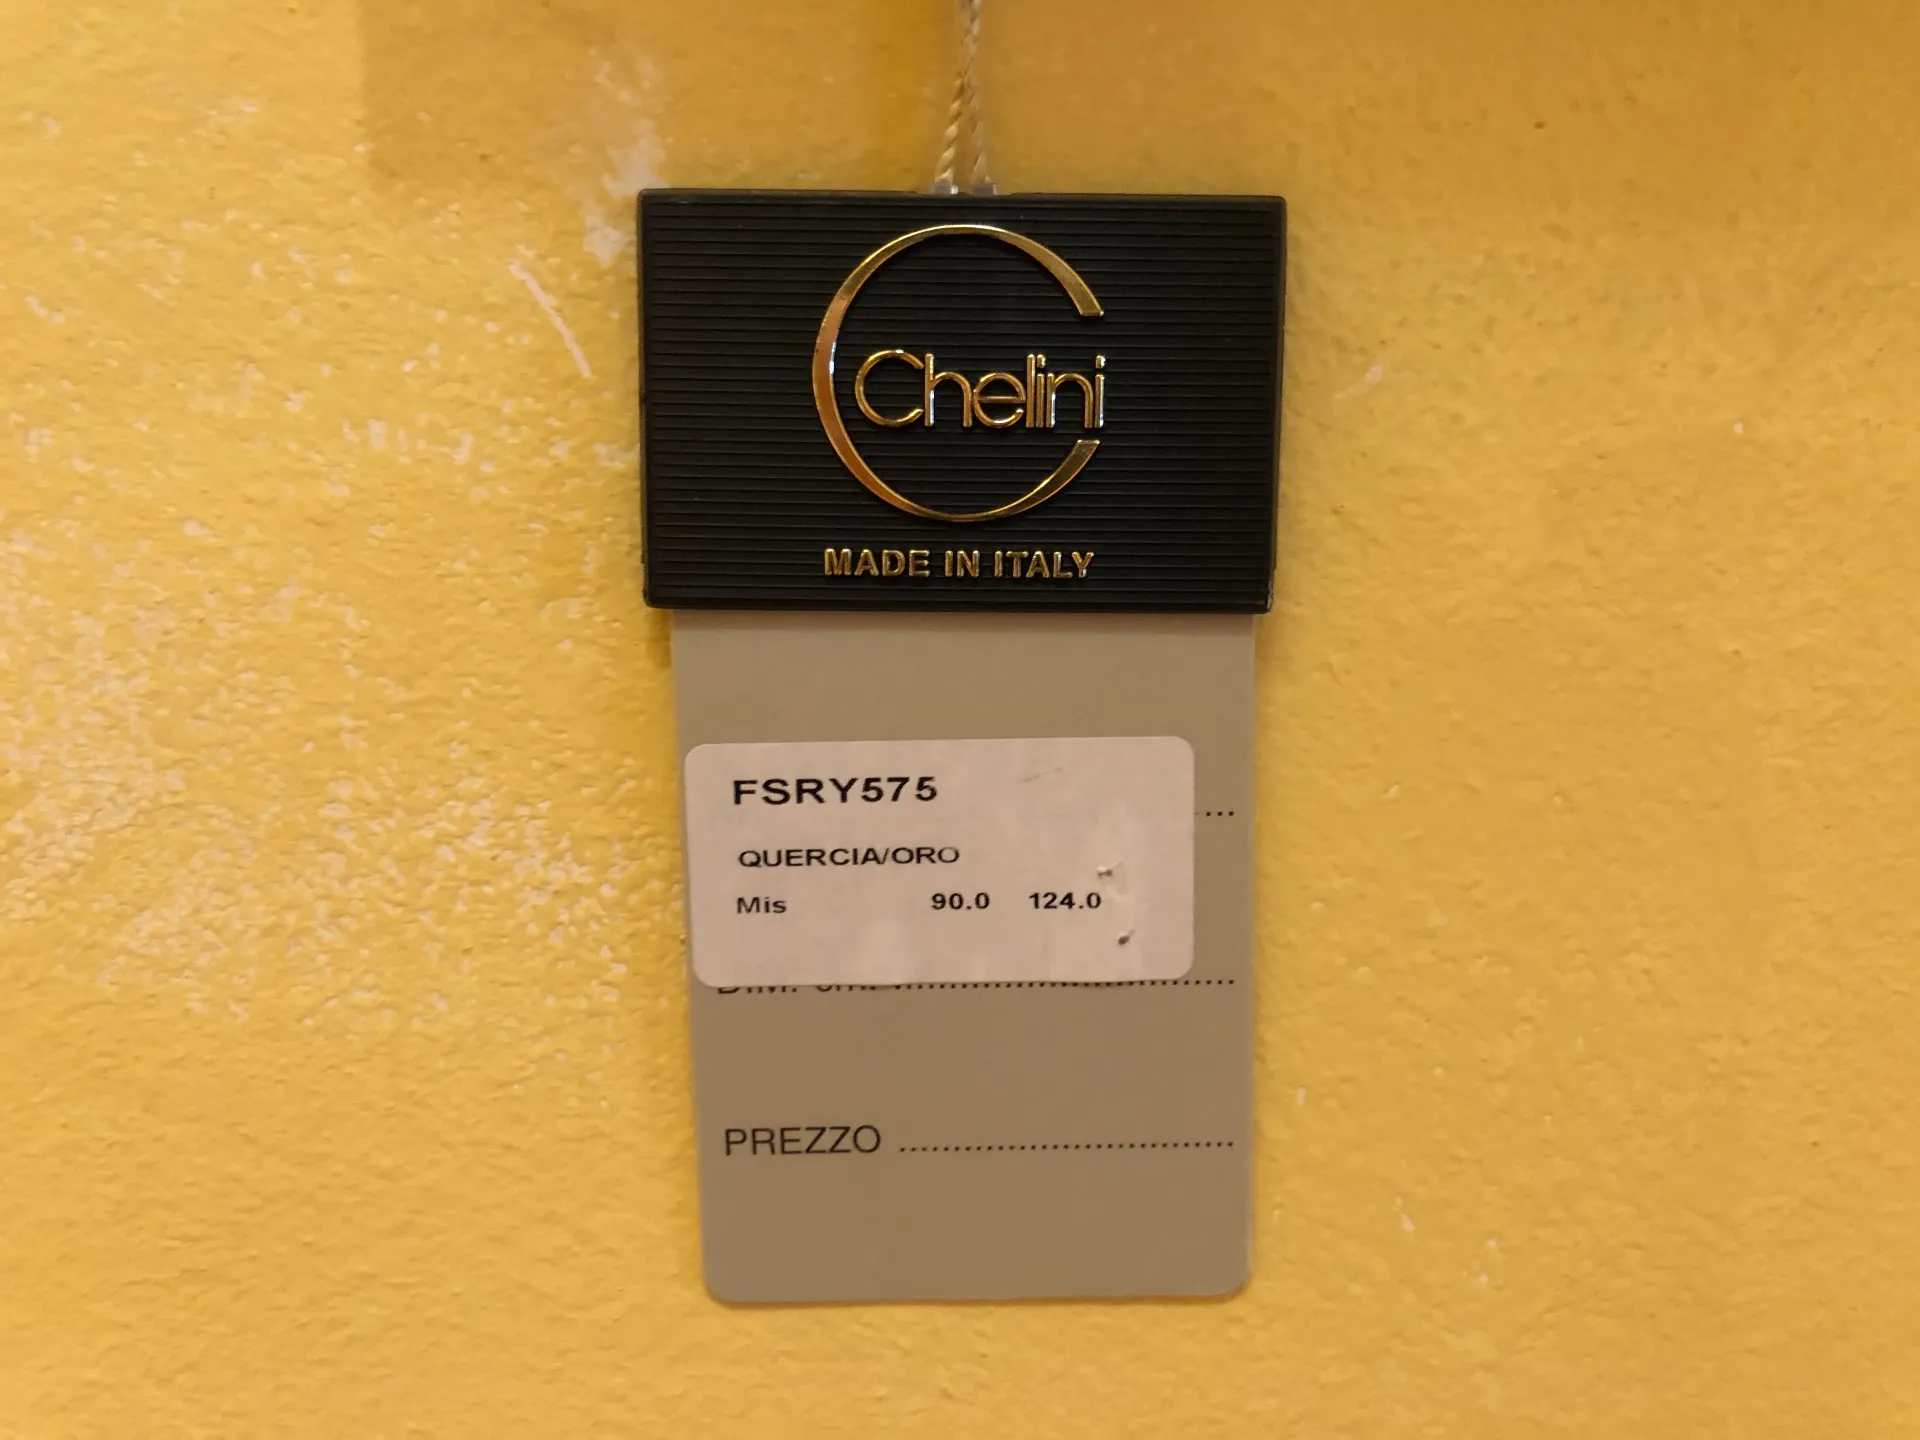 Chelini
MADE IN ITALY
FSRY575
QUERCIA/ORO
Mis 90.0 124.0
PREZZO ..............................